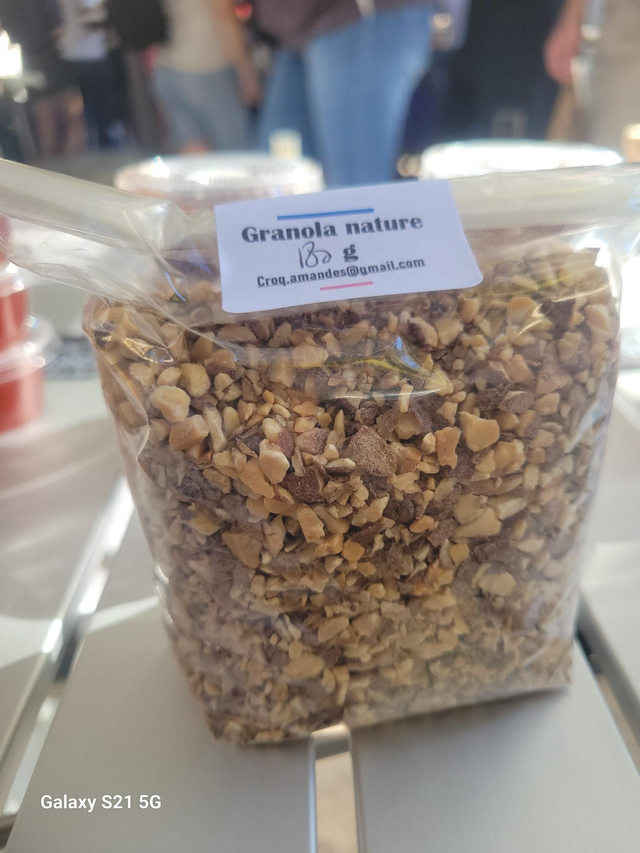 Granola nature
180 g
Croq.amandes@gmail.com
Galaxy S21 5G